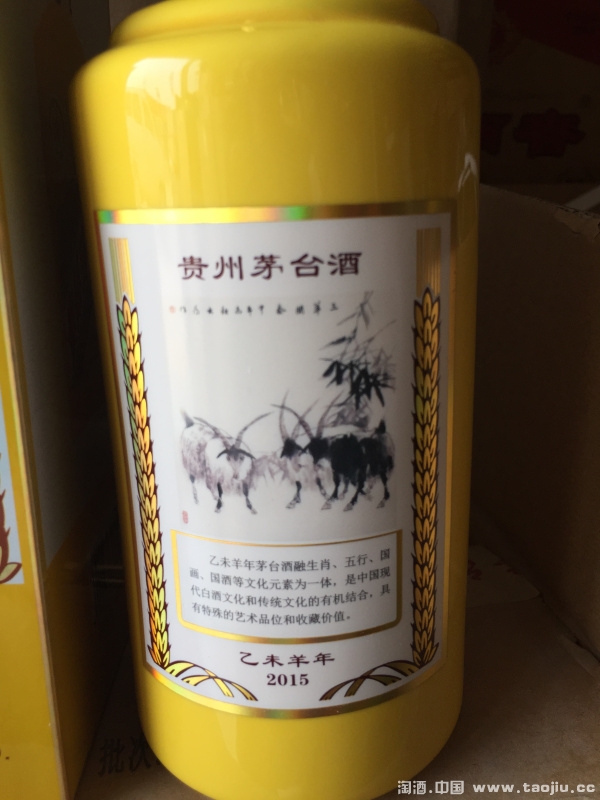 贵州茅台酒
乙未羊年茅台酒融生肖、五行、国
画、国酒等文化元素为一体，是中国现
代白酒文化和传统文化的有机结合，具
有特殊的艺术品位和收藏价值。
乙未羊年
2015
批次
淘酒.中国 www.taojiu.cc